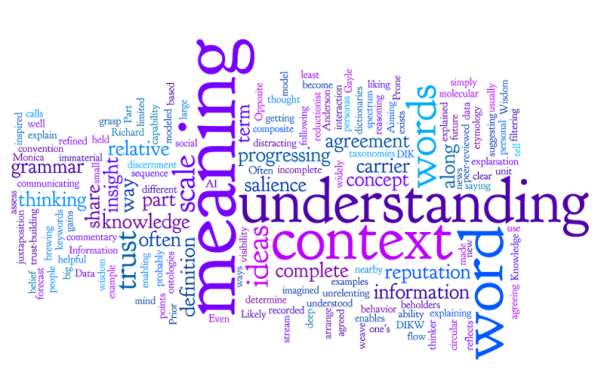 meaning
understanding
context
word
words
trust
ideas
scale
knowledge
information
agreement
progressing
reputation
complete
definition
relative
insight
thinking
grammar
share
way
part
often
term
salience
concept
carrier
along
inspired
calls
well
explain
refined
held
grasp
Part
limited
capability
modeled
used
based
large
social
Richard
convention
Monica
immaterial
discernment
sequence
communicating
small
different
AI
assess
juxtaposition
trust-building
belief
forecast
people
brewing
keywords
gains
commentary
Information
helpful
big
Data
wisdom
example
enabling
probably
ontologies
Prior
points
mind
Even
ways
visibility
determine
Likely
recorded
stream
imagined
understood
deep
arrange
agreed
unrelenting
examples
nearby
behavior
enables
weave
one's
beholders
ability
DIKW
flow
explaining
thinker
circular
reflects
made
new
agreeing
Knowledge
use
Opposite
getting
composite
distracting
Often
incomplete
thought
model
least
following
reductionist
become
Anderson
interaction
personas
Aiming
exists
spectrum
reasoning
liking
Gayle
Prone
dictionaries
taxonomies
DIK
widely
simply
molecular
explained
future
etymology
data
peer-reviewed
news
saying
clear
explanation
unit
suggesting
usually
personal
Wisdom
tell
filtering